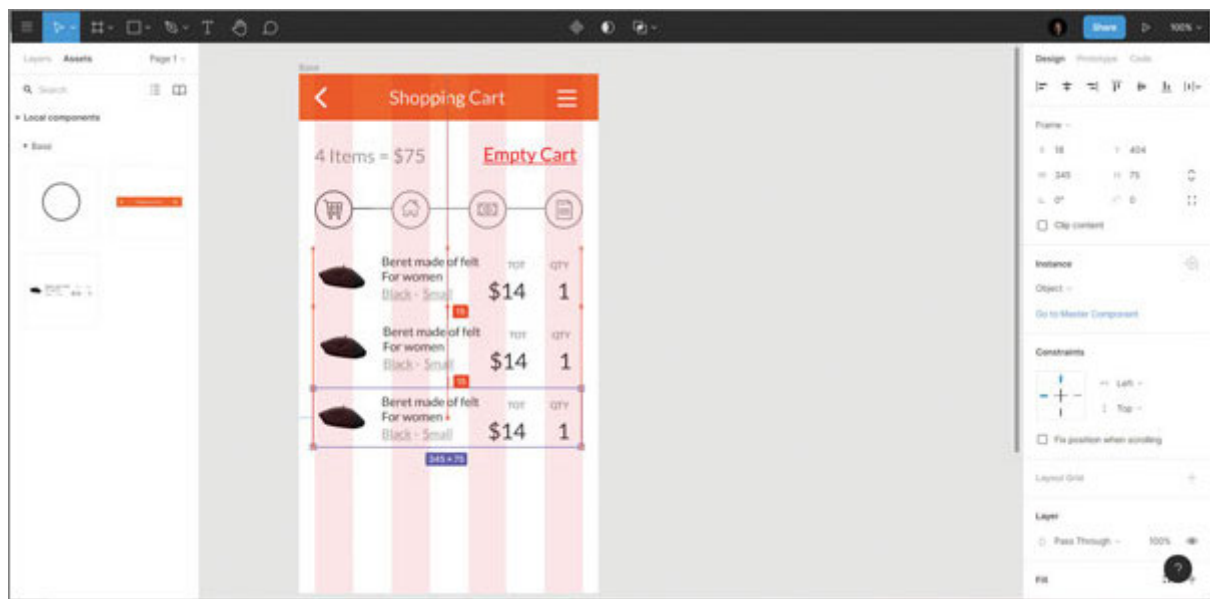 Share
100%
Layers Assets Page 1
Search
Local components
Base
Design Prototype Code
Frame
X 18 Y 404
W 345 H 75
0° 0
Clip content
Instance
Object
Go to Master Component
Constraints
Left
Top
Fix position when scrolling
Layout Grid
Layer
Pass Through 100%
Fill
?
Base
Shopping Cart
4 Items = $75 Empty Cart
Beret made of felt TOT QTY
For women
Black - Small $14 1
15
Beret made of felt TOT QTY
For women
Black - Small $14 1
15
Beret made of felt TOT QTY
For women
Black - Small $14 1
345 × 75